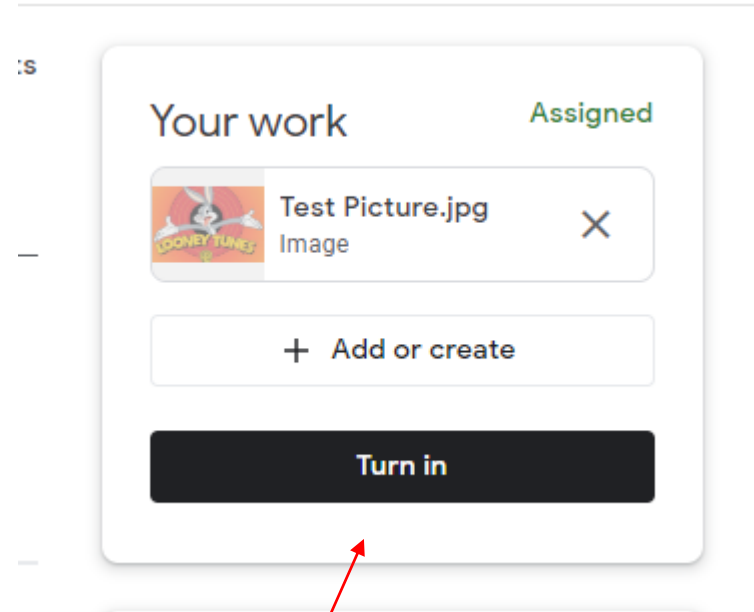 :s
Your work
Assigned
LOONEY TUNES
Test Picture.jpg
Image
+ Add or create
Turn in